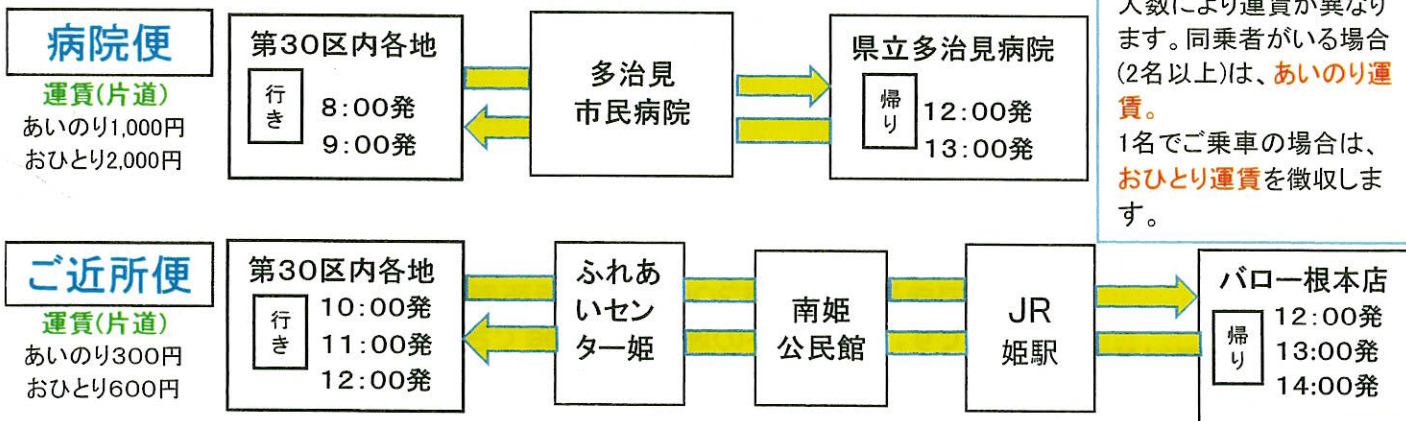 病院便
運賃(片道)
あいのり1,000円
おひとり2,000円
第30区内各地
行き
8:00発
9:00発
多治見
市民病院
県立多治見病院
帰り
12:00発
13:00発
人数により運賃が異なり
ます。同乗者がいる場合
(2名以上)は、あいのり運
賃。
1名でご乗車の場合は、
おひとり運賃を徴収しま
す。
ご近所便
運賃(片道)
あいのり300円
おひとり600円
第30区内各地
行き
10:00発
11:00発
12:00発
ふれあ
いセン
ター姫
南姫
公民館
JR
姫駅
バロー根本店
帰り
12:00発
13:00発
14:00発